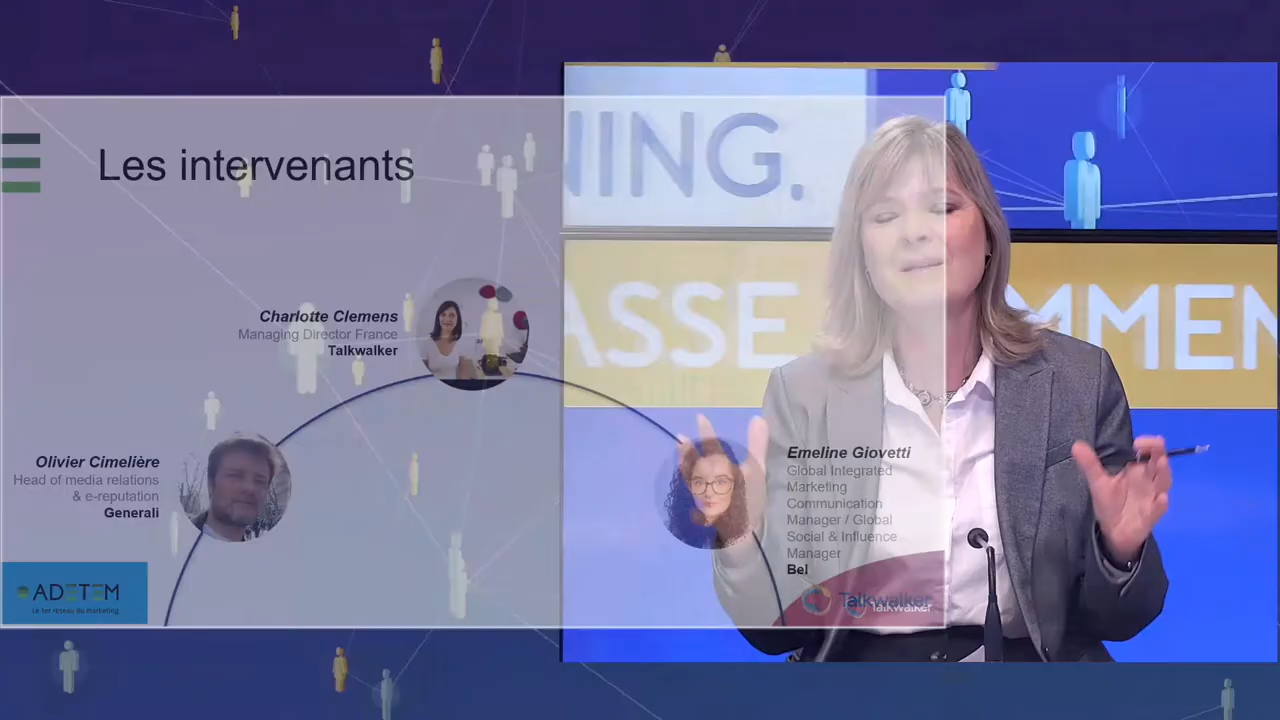 NING.
Les intervenants
ASSE
MMEN
Charlotte Clemens
Managing Director France
Talkwalker
Olivier Cimelière
Head of media relations
& e-reputation
Generali
Emeline Giovetti
Global Integrated
Marketing
Communication
Manager / Global
Social & Influence
Manager
Bel
ADETEM
Le 1er réseau du marketing
Talkwalker
Talkwalker